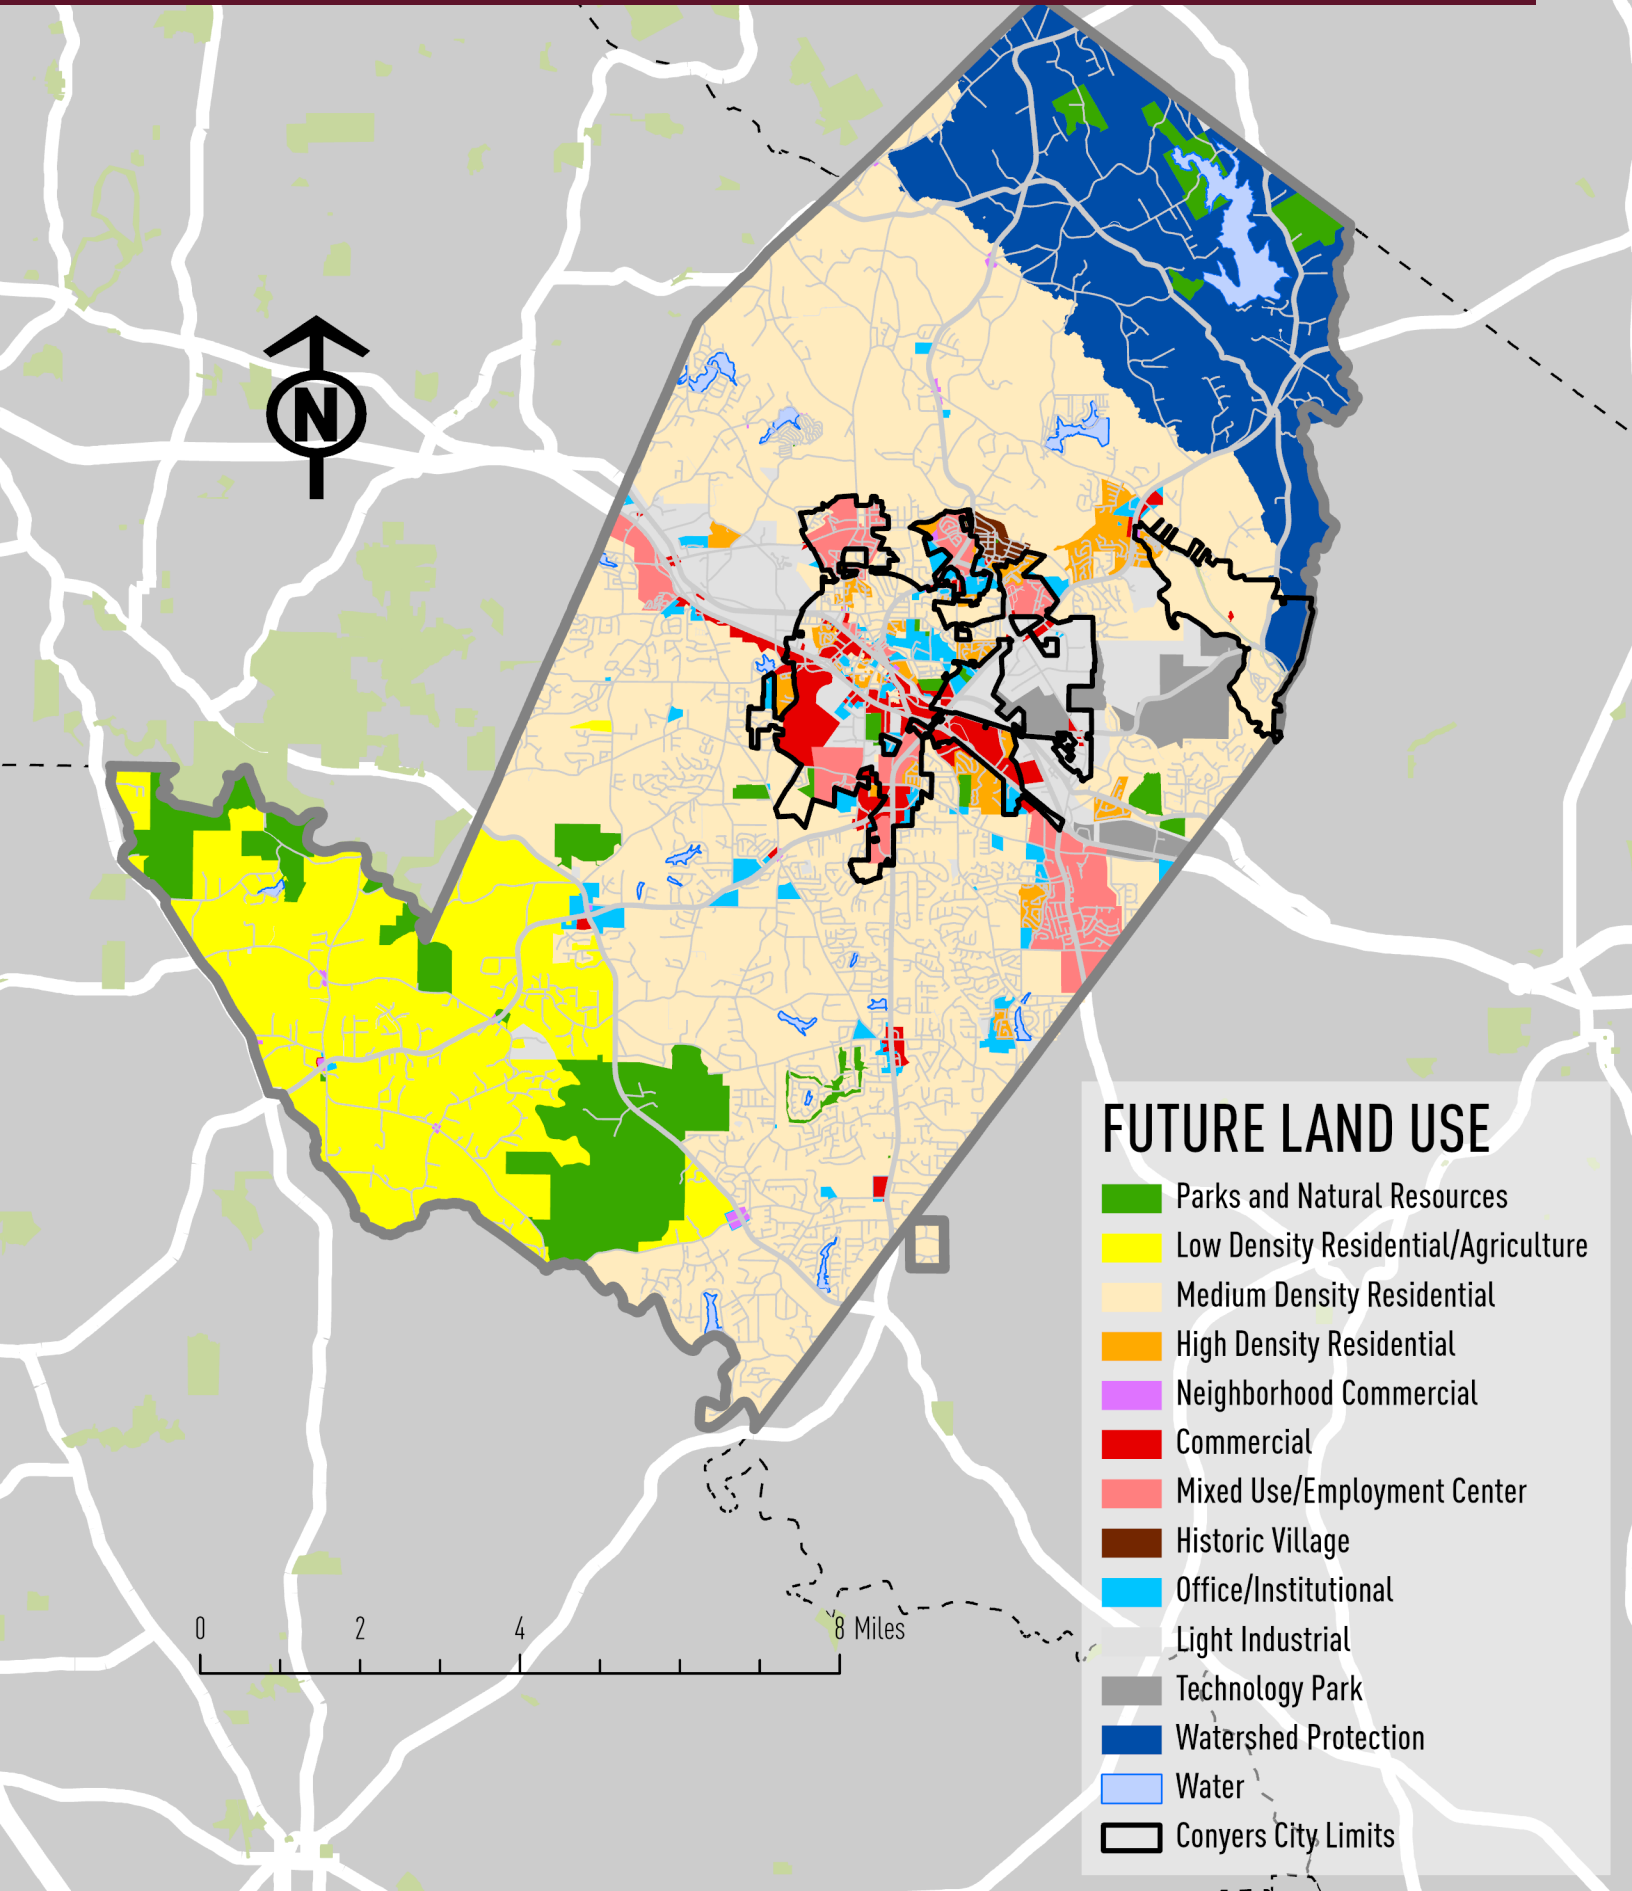 N
FUTURE LAND USE
Parks and Natural Resources
Low Density Residential/Agriculture
Medium Density Residential
High Density Residential
Neighborhood Commercial
Commercial
Mixed Use/Employment Center
Historic Village
Office/Institutional
Light Industrial
Technology Park
Watershed Protection
Water
Conyers City Limits
0 2 4 8 Miles